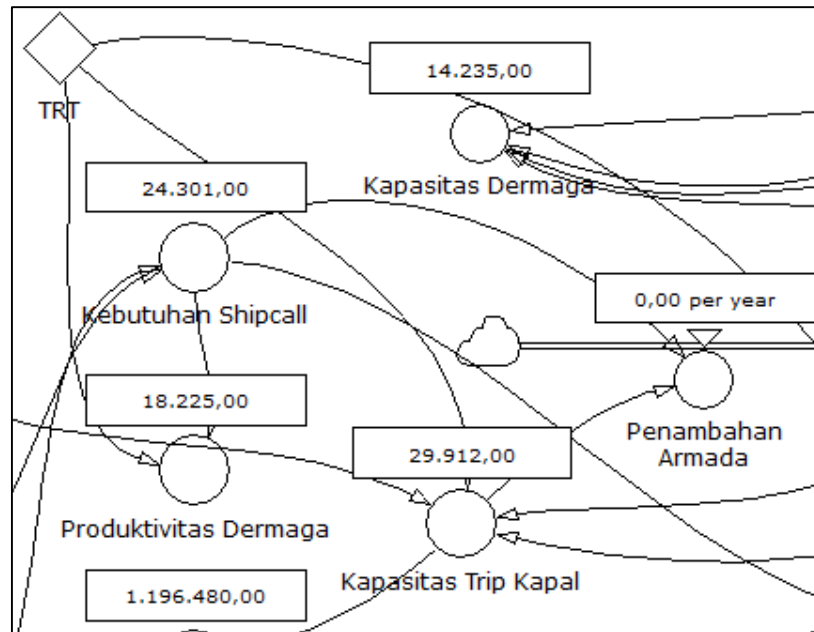 14.235,00
TRT
Kapasitas Dermaga
24.301,00
Kebutuhan Shipcall
0,00 per year
18.225,00
Penambahan
Armada
29.912,00
Produktivitas Dermaga
Kapasitas Trip Kapal
1.196.480,00